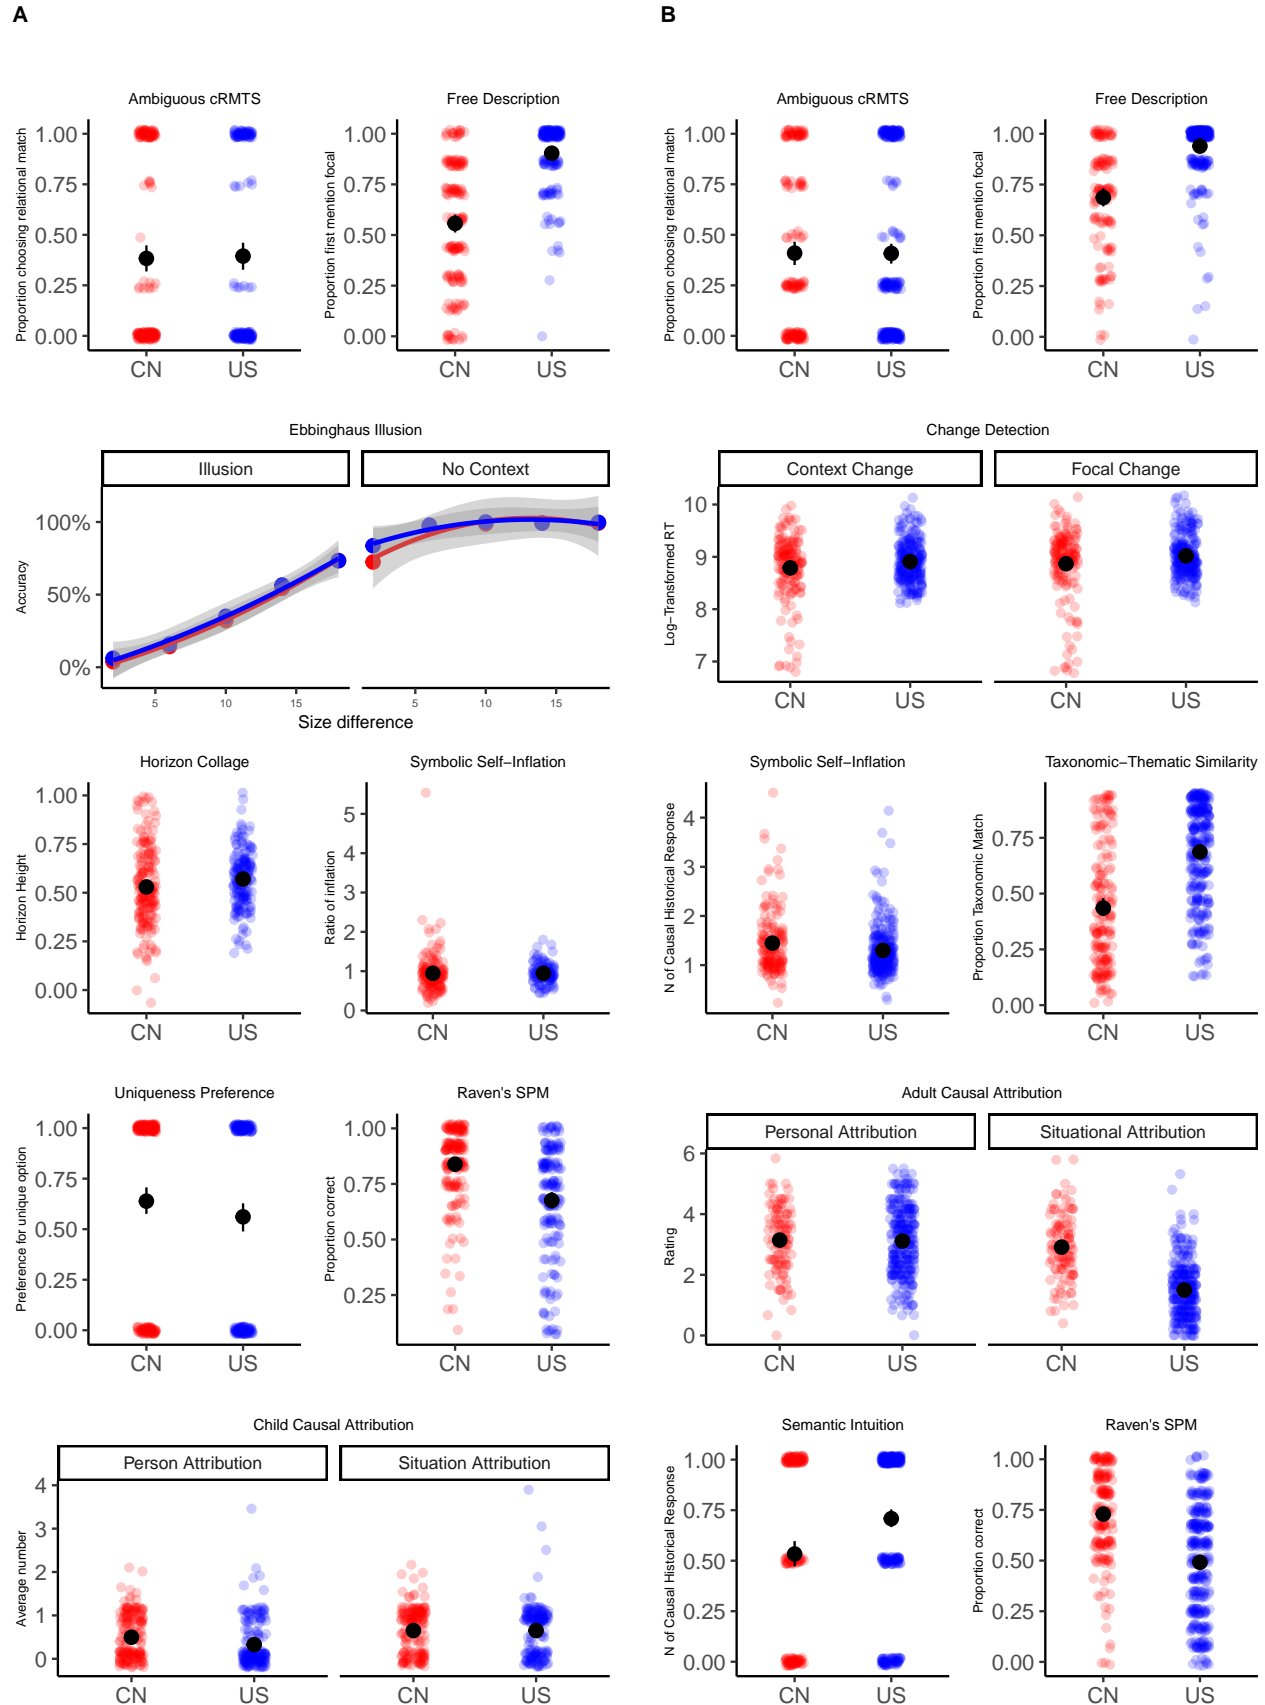 A
B
Ambiguous cRMTS
Proportion choosing relational match
1.00
0.75
0.50
0.25
0.00
CN
US
Free Description
Proportion first mention focal
1.00
0.75
0.50
0.25
0.00
CN
US
Ambiguous cRMTS
Proportion choosing relational match
1.00
0.75
0.50
0.25
0.00
CN
US
Free Description
Proportion first mention focal
1.00
0.75
0.50
0.25
0.00
CN
US
Ebbinghaus Illusion
Illusion
No Context
Accuracy
100%
50%
0%
5
10
15
5
10
15
Size difference
Change Detection
Context Change
Focal Change
Log−Transformed RT
10
9
8
7
CN
US
CN
US
Horizon Collage
Horizon Height
1.00
0.75
0.50
0.25
0.00
CN
US
Symbolic Self−Inflation
Ratio of inflation
5
4
3
2
1
0
CN
US
Symbolic Self−Inflation
N of Causal Historical Response
4
3
2
1
CN
US
Taxonomic−Thematic Similarity
Proportion Taxonomic Match
0.75
0.50
0.25
0.00
CN
US
Uniqueness Preference
Preference for unique option
1.00
0.75
0.50
0.25
0.00
CN
US
Raven's SPM
Proportion correct
1.00
0.75
0.50
0.25
CN
US
Adult Causal Attribution
Personal Attribution
Situational Attribution
Rating
6
4
2
0
CN
US
CN
US
Child Causal Attribution
Person Attribution
Situation Attribution
Average number
4
3
2
1
0
CN
US
CN
US
Semantic Intuition
N of Causal Historical Response
1.00
0.75
0.50
0.25
0.00
CN
US
Raven's SPM
Proportion correct
1.00
0.75
0.50
0.25
0.00
CN
US